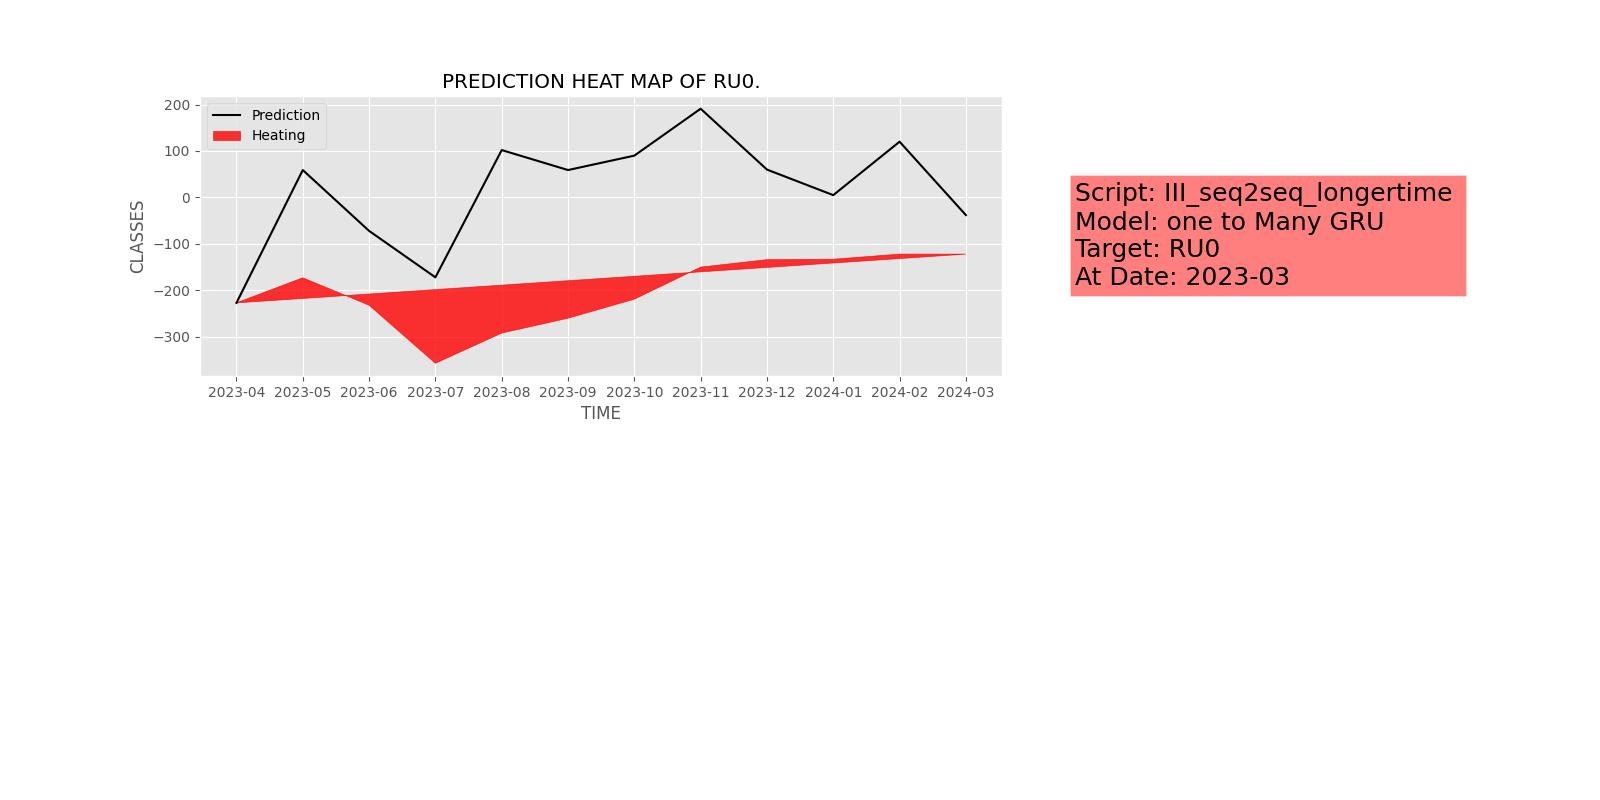 PREDICTION HEAT MAP OF RU0.
Prediction
Heating
CLASSES
200
100
0
−100
−200
−300
2023-04 2023-05 2023-06 2023-07 2023-08 2023-09 2023-10 2023-11 2023-12 2024-01 2024-02 2024-03
TIME
Script: III_seq2seq_longertime
Model: one to Many GRU
Target: RU0
At Date: 2023-03